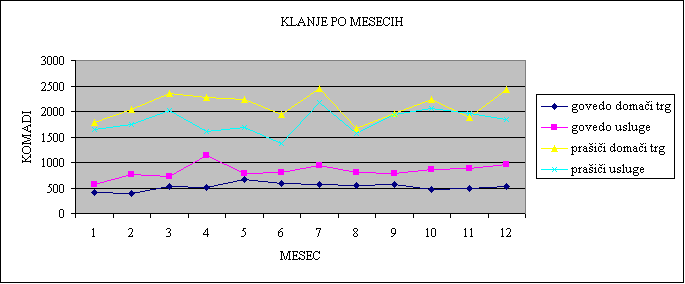 KLANJE PO MESECIH
3000
2500
2000
1500
1000
500
0
KOMADI
1 2 3 4 5 6 7 8 9 10 11 12
MESEC
govedo domači trg
govedo usluge
prašiči domači trg
prašiči usluge